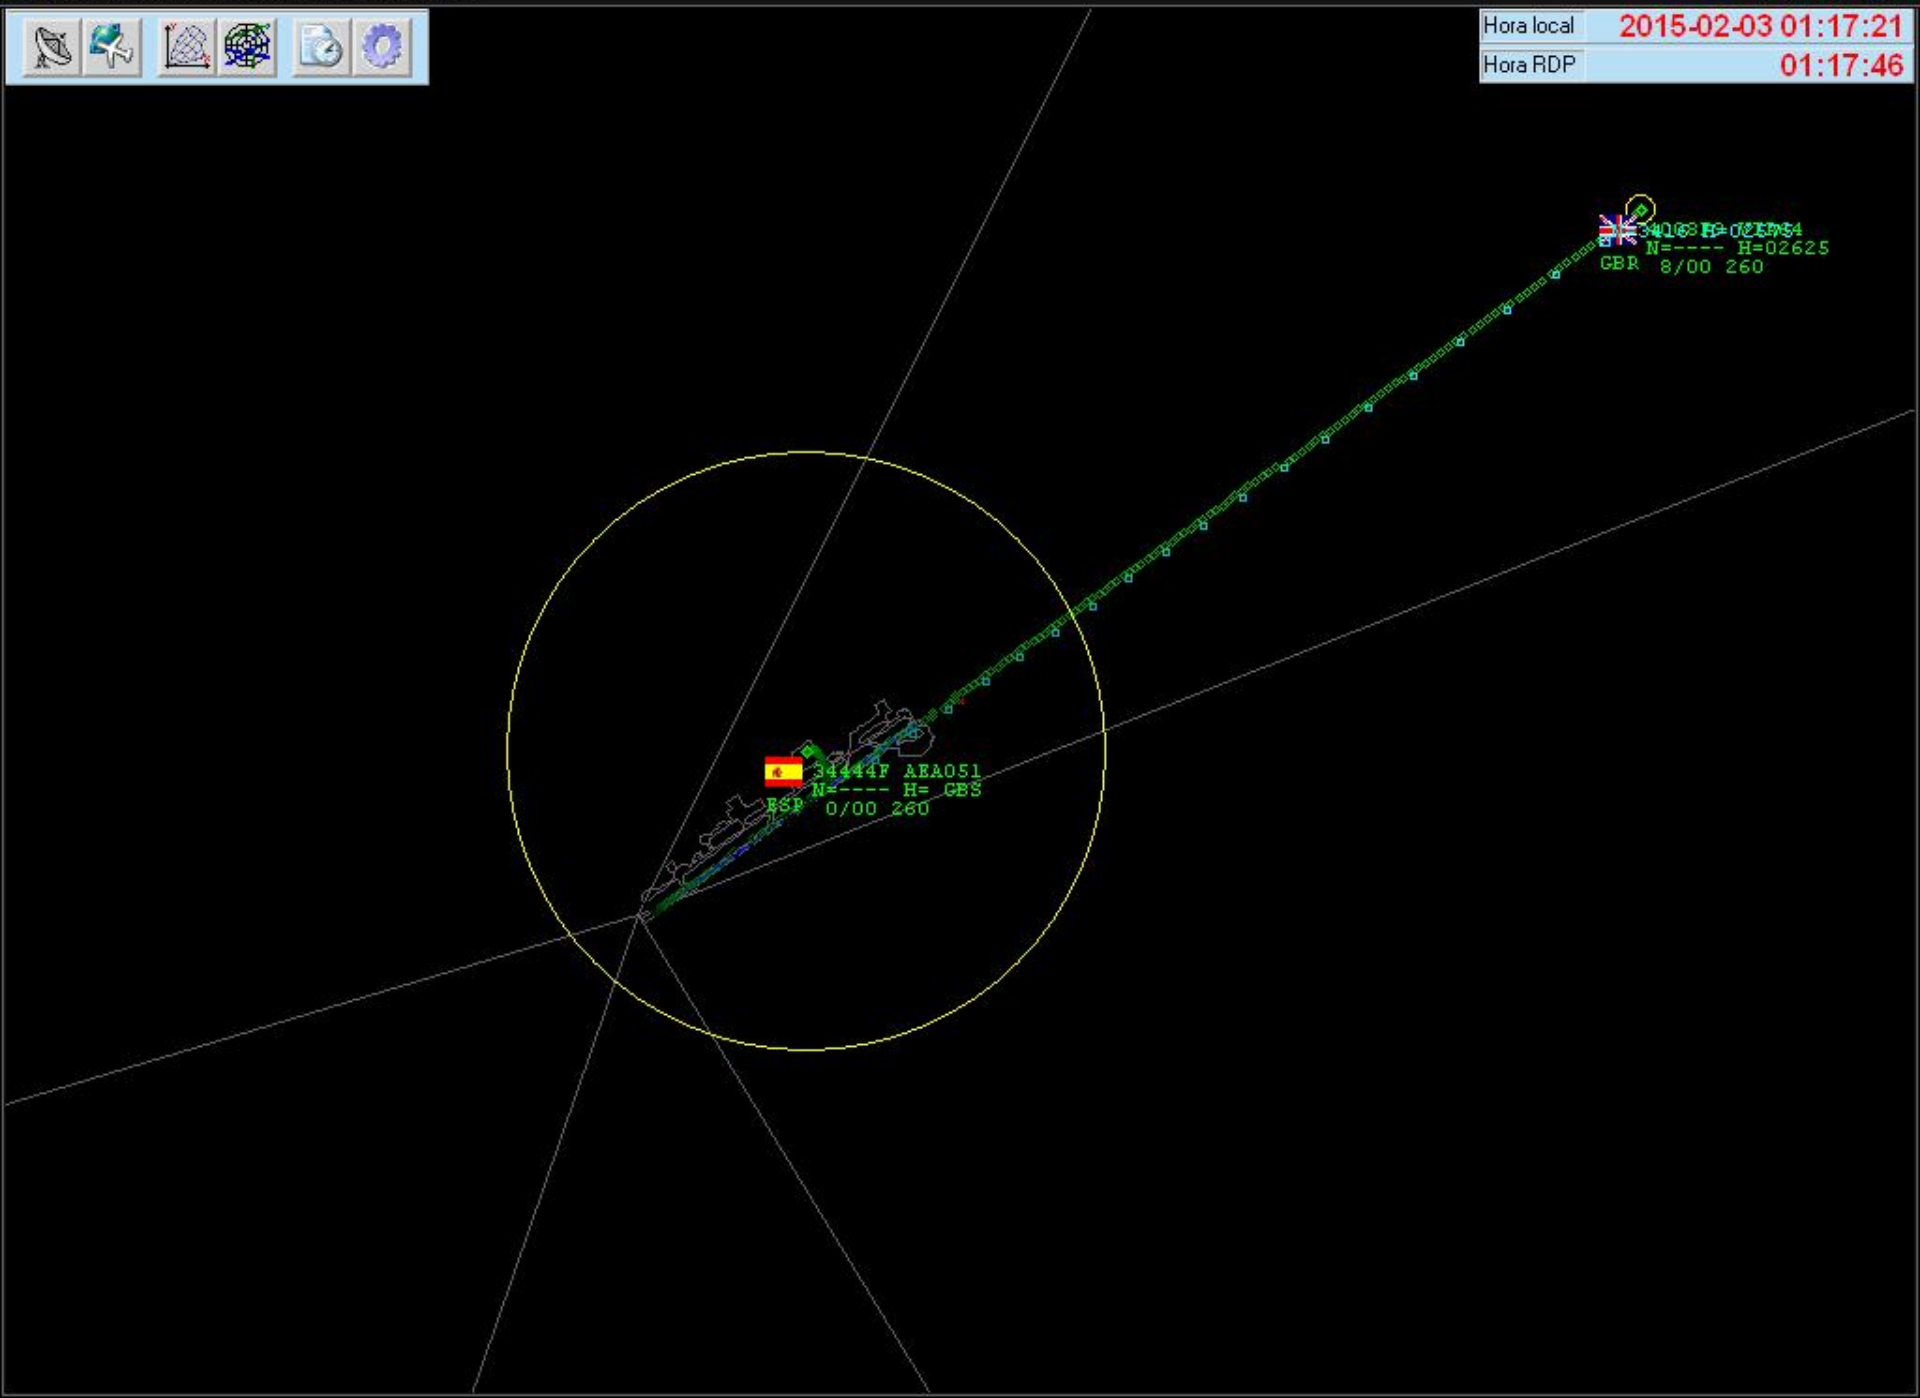 Hora local 2015-02-03 01:17:21
Hora RDP 01:17:46
N=---- H=02625
GBR 8/00 260
34444F AEA051
N=---- H= GBS
ESP 0/00 260